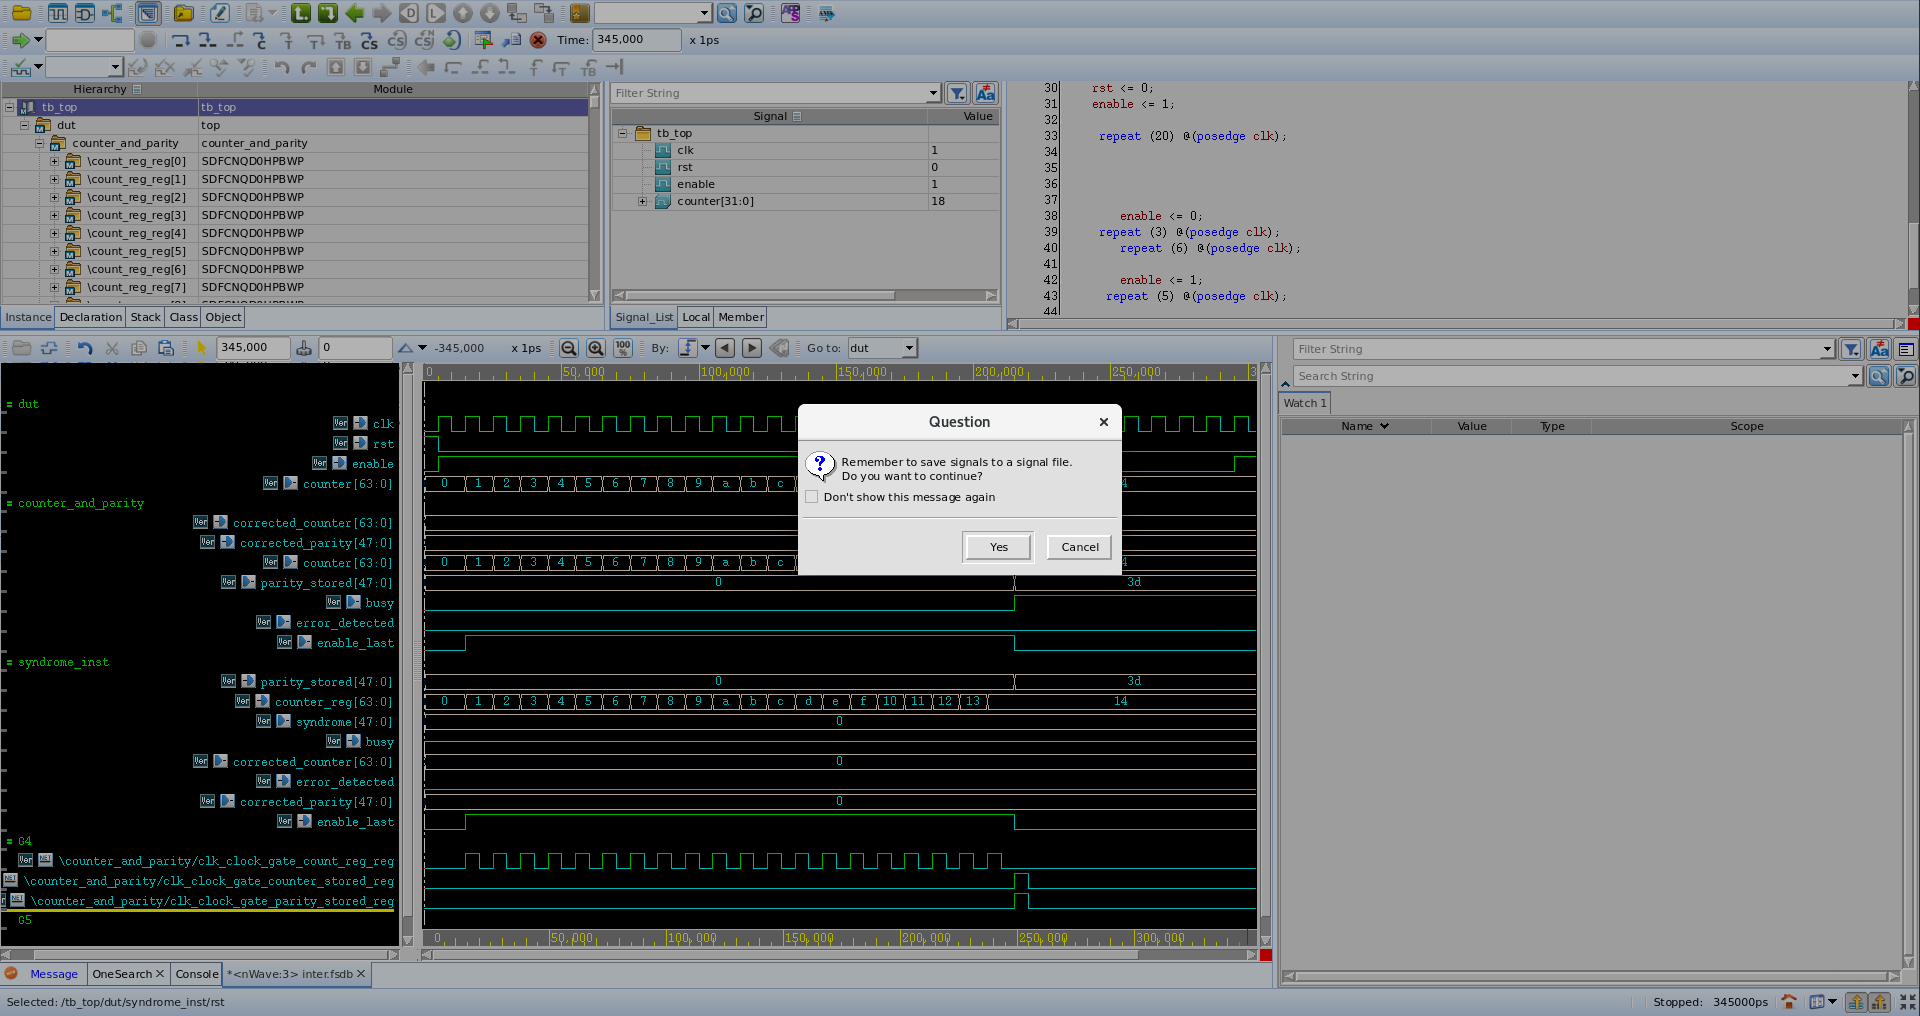 Time: 345,000 x 1ps
Hierarchy Module
tb_top tb_top
dut top
counter_and_parity counter_and_parity
\count_reg_reg[0] SDFCNQD0HPBWP
\count_reg_reg[1] SDFCNQD0HPBWP
\count_reg_reg[2] SDFCNQD0HPBWP
\count_reg_reg[3] SDFCNQD0HPBWP
\count_reg_reg[4] SDFCNQD0HPBWP
\count_reg_reg[5] SDFCNQD0HPBWP
\count_reg_reg[6] SDFCNQD0HPBWP
\count_reg_reg[7] SDFCNQD0HPBWP
Instance Declaration Stack Class Object
Filter String
Signal Value
tb_top
clk 1
rst 0
enable 1
counter[31:0] 18
Signal_List Local Member
30 rst <= 0;
31 enable <= 1;
32
33 repeat (20) @(posedge clk);
34
35
36
37
38 enable <= 0;
39 repeat (3) @(posedge clk);
40 repeat (6) @(posedge clk);
41
42 enable <= 1;
43 repeat (5) @(posedge clk);
44
345,000 0 -345,000 x 1ps 100% By: Go to: dut
0 50,000 100,000 150,000 200,000 250,000 3
= dut
clk
rst
enable
counter[63:0] 0 1 2 3 4 5 6 7 8 9 a b c 4
= counter_and_parity
corrected_counter[63:0]
corrected_parity[47:0]
counter[63:0] 0 1 2 3 4 5 6 7 8 9 a b c 4
parity_stored[47:0] 0 3d
busy
error_detected
enable_last
= syndrome_inst
parity_stored[47:0] 0 3d
counter_reg[63:0] 0 1 2 3 4 5 6 7 8 9 a b c d e f 10 11 12 13 14
syndrome[47:0] 0
busy
corrected_counter[63:0] 0
error_detected
corrected_parity[47:0] 0
enable_last
= G4
\counter_and_parity/clk_clock_gate_count_reg_reg
\counter_and_parity/clk_clock_gate_counter_stored_reg
\counter_and_parity/clk_clock_gate_parity_stored_reg
G5
0 50,000 100,000 150,000 200,000 250,000 300,000
Question
Remember to save signals to a signal file.
Do you want to continue?
Don't show this message again
Yes Cancel
Filter String
Search String
Watch 1
Name Value Type Scope
Message OneSearch Console *<nWave:3> inter.fsdb
Selected: /tb_top/dut/syndrome_inst/rst
Stopped: 345000ps